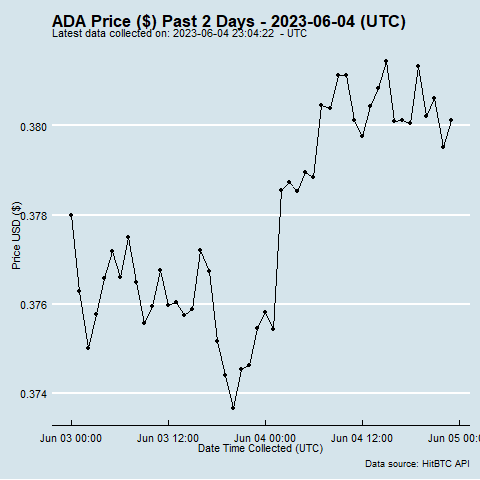 ADA Price ($) Past 2 Days - 2023-06-04 (UTC)
Latest data collected on: 2023-06-04 23:04:22 - UTC
Price USD ($)
0.380
0.378
0.376
0.374
Jun 03 00:00 Jun 03 12:00 Jun 04 00:00 Jun 04 12:00 Jun 05 00:0
Date Time Collected (UTC)
Data source: HitBTC API